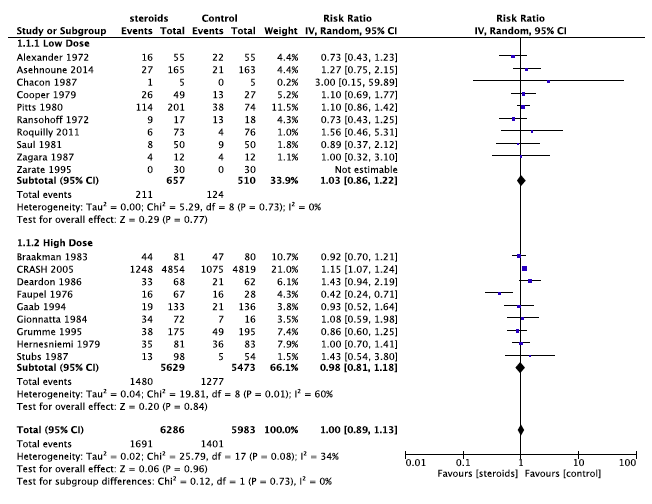 steroids Control Risk Ratio Risk Ratio
Study or Subgroup Events Total Events Total Weight IV, Random, 95% CI IV, Random, 95% CI
1.1.1 Low Dose
Alexander 1972 16 55 22 55 4.4% 0.73 [0.43, 1.23]
Asehnoune 2014 27 165 21 163 4.4% 1.27 [0.75, 2.15]
Chacon 1987 1 5 0 5 0.2% 3.00 [0.15, 59.89]
Cooper 1979 26 49 13 27 5.2% 1.10 [0.69, 1.77]
Pitts 1980 114 201 38 74 11.5% 1.10 [0.86, 1.42]
Ransohoff 1972 9 17 13 18 4.2% 0.73 [0.43, 1.25]
Roquilly 2011 6 73 4 76 1.0% 1.56 [0.46, 5.31]
Saul 1981 8 50 9 50 2.0% 0.89 [0.37, 2.12]
Zagara 1987 4 12 4 12 1.1% 1.00 [0.32, 3.10]
Zarate 1995 0 30 0 30 Not estimable
Subtotal (95% CI) 657 510 33.9% 1.03 [0.86, 1.22]
Total events 211 124
Heterogeneity: Tau² = 0.00; Chi² = 5.29, df = 8 (P = 0.73); I² = 0%
Test for overall effect: Z = 0.29 (P = 0.77)
1.1.2 High Dose
Braakman 1983 44 81 47 80 10.7% 0.92 [0.70, 1.21]
CRASH 2005 1248 4854 1075 4819 21.0% 1.15 [1.07, 1.24]
Deardon 1986 33 68 21 62 5.9% 1.43 [0.94, 2.19]
Faupel 1976 16 67 16 28 4.0% 0.42 [0.24, 0.71]
Gaab 1994 19 133 21 136 3.9% 0.93 [0.52, 1.64]
Gionnatta 1984 34 72 7 16 3.5% 1.08 [0.59, 1.98]
Grumme 1995 38 175 49 195 7.4% 0.86 [0.60, 1.25]
Hernesniemi 1979 35 81 36 83 8.1% 1.00 [0.70, 1.41]
Stubs 1987 13 98 5 54 1.5% 1.43 [0.54, 3.80]
Subtotal (95% CI) 5629 5473 66.1% 0.98 [0.81, 1.18]
Total events 1480 1277
Heterogeneity: Tau² = 0.04; Chi² = 19.81, df = 8 (P = 0.01); I² = 60%
Test for overall effect: Z = 0.20 (P = 0.84)
Total (95% CI) 6286 5983 100.0% 1.00 [0.89, 1.13]
Total events 1691 1401
Heterogeneity: Tau² = 0.02; Chi² = 25.79, df = 17 (P = 0.08); I² = 34%
Test for overall effect: Z = 0.06 (P = 0.96)
Test for subgroup differences: Chi² = 0.12, df = 1 (P = 0.73), I² = 0%
0.01 0.1 1 10 100
Favours [steroids] Favours [control]